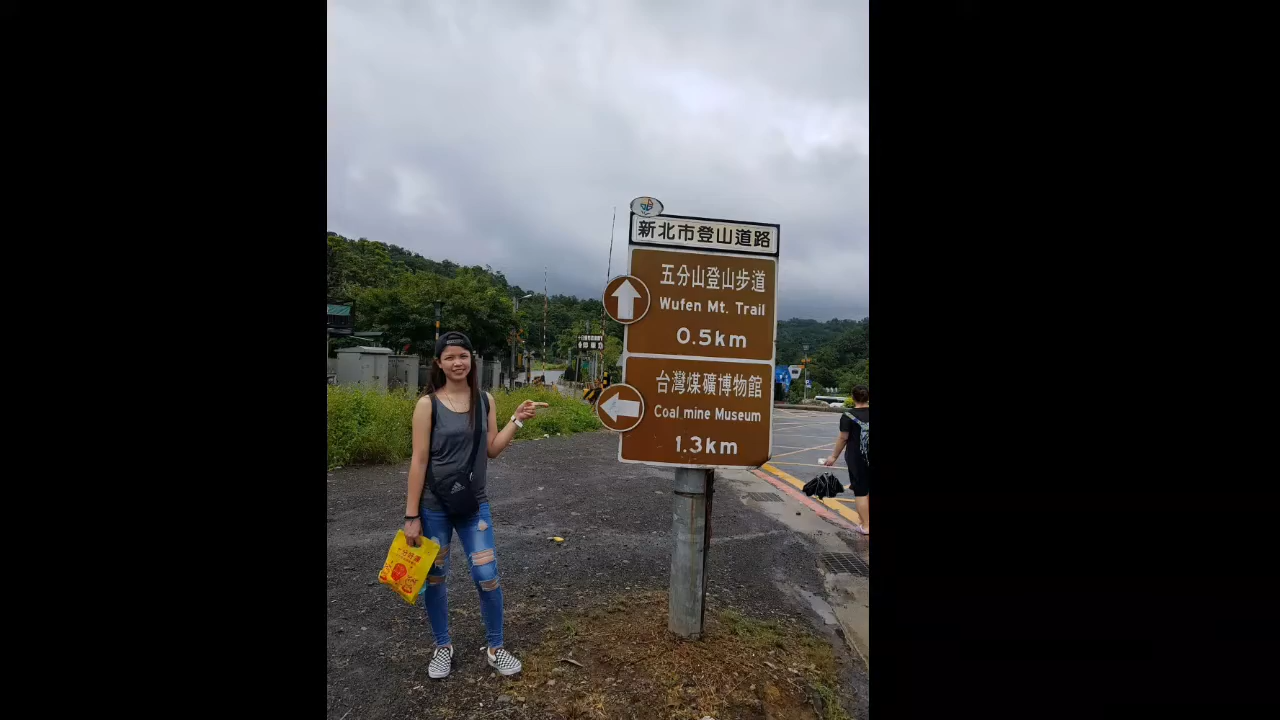 新北市登山道路
五分山登山步道
Wufen Mt. Trail
0.5km
台灣煤礦博物館
Coal mine Museum
1.3km